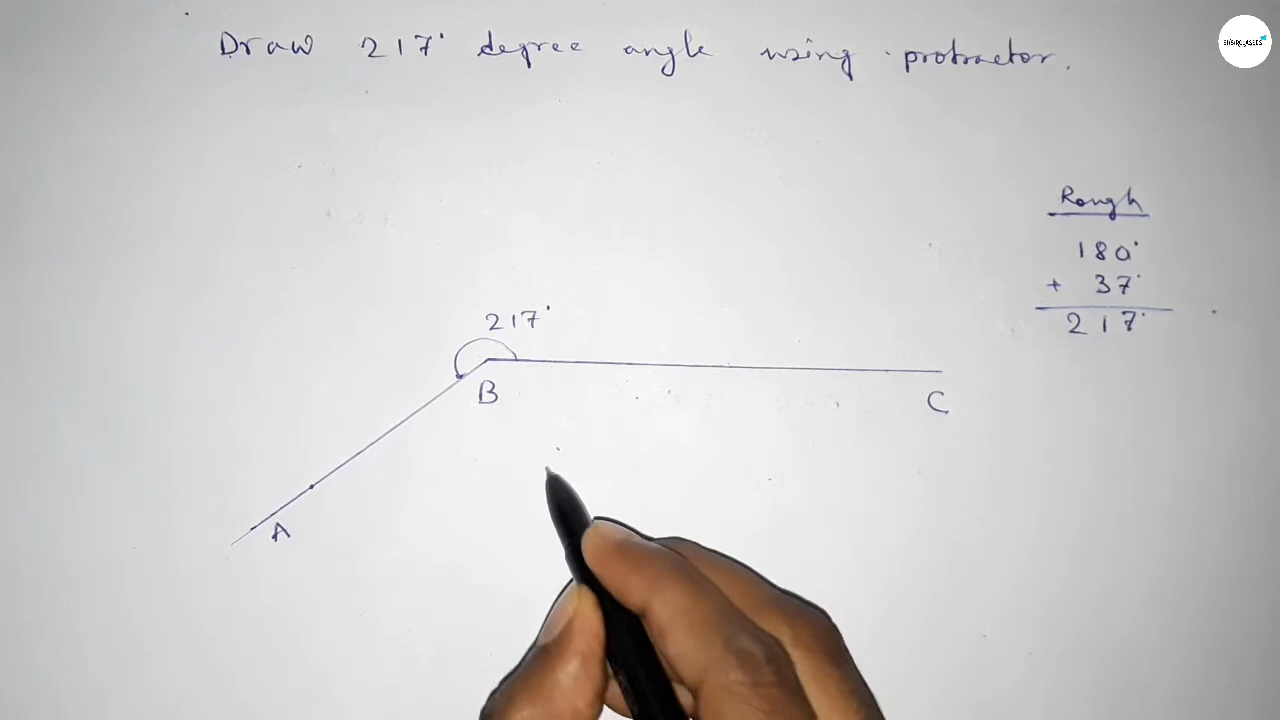 Draw 217° degree angle using protractor.
Rough
180°
+ 37°
217°
217°
B
C
A